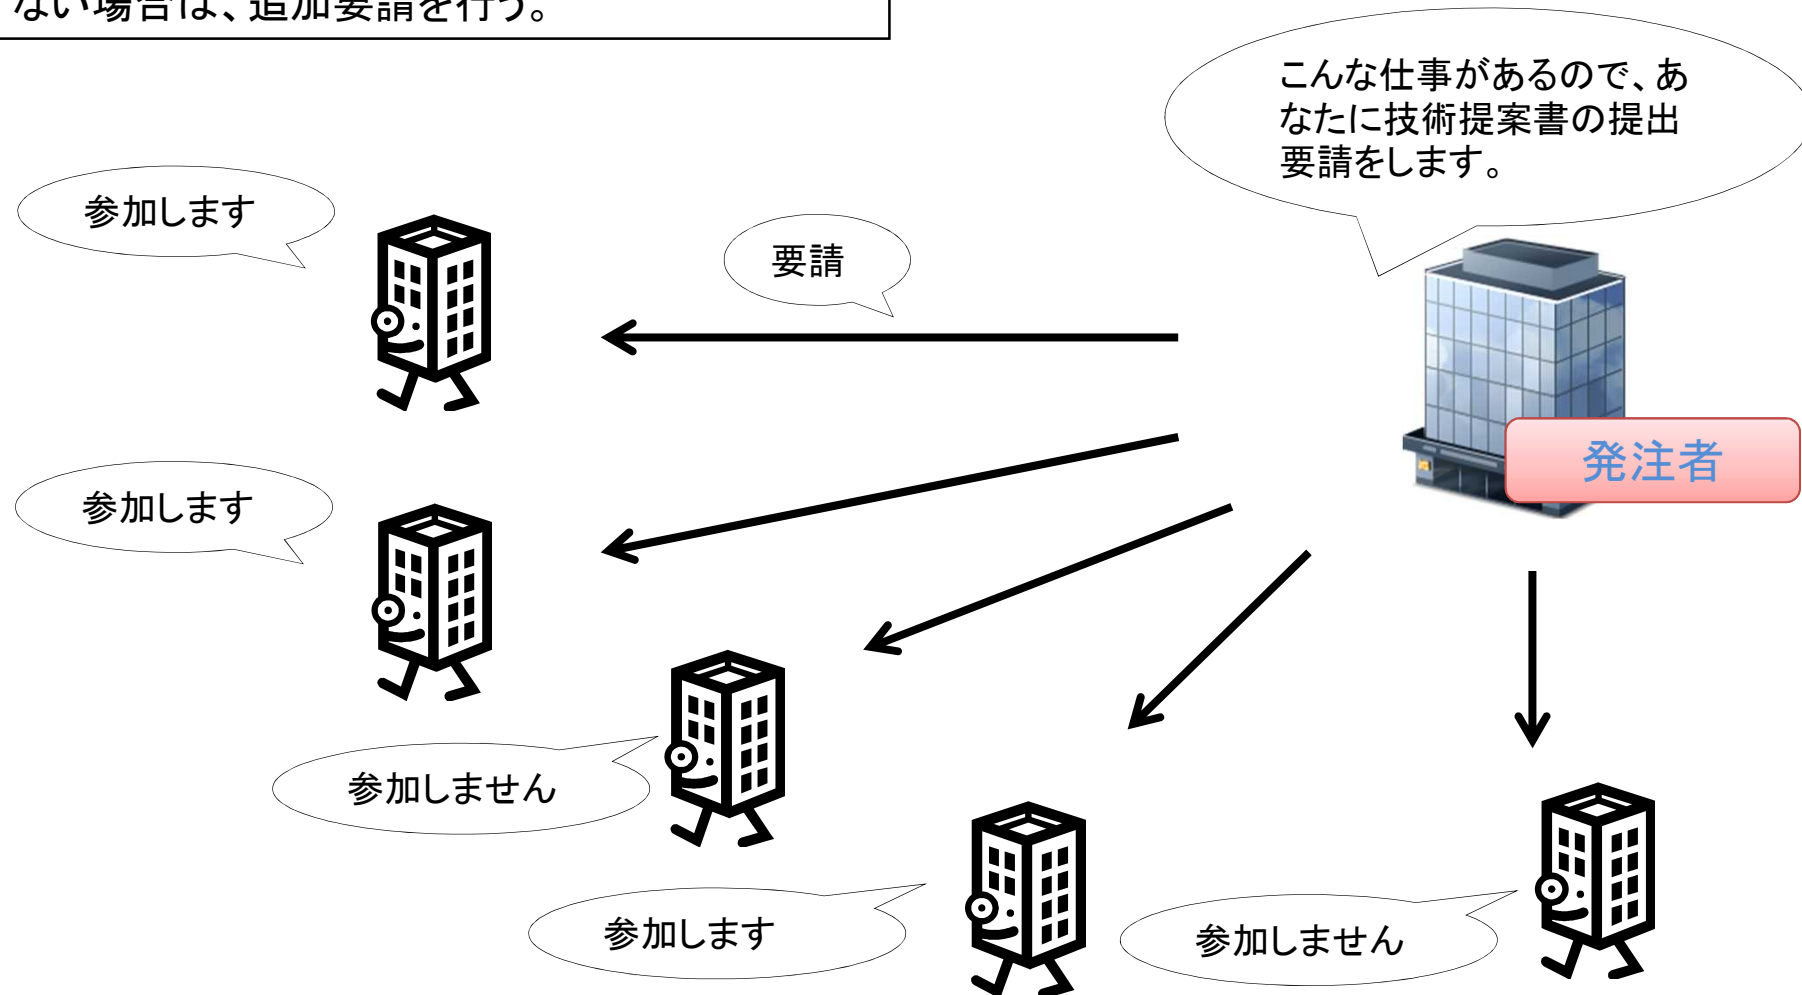 ない場合は、追加要請を行う。
こんな仕事があるので、あ
なたに技術提案書の提出
要請をします。
参加します
要請
発注者
参加します
参加しません
参加します
参加しません